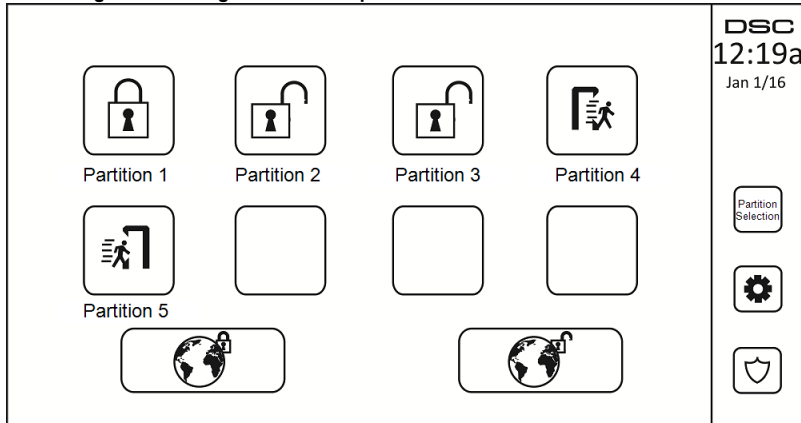 DSC
12:19a
Jan 1/16
Partition 1
Partition 2
Partition 3
Partition 4
Partition 5
Partition
Selection